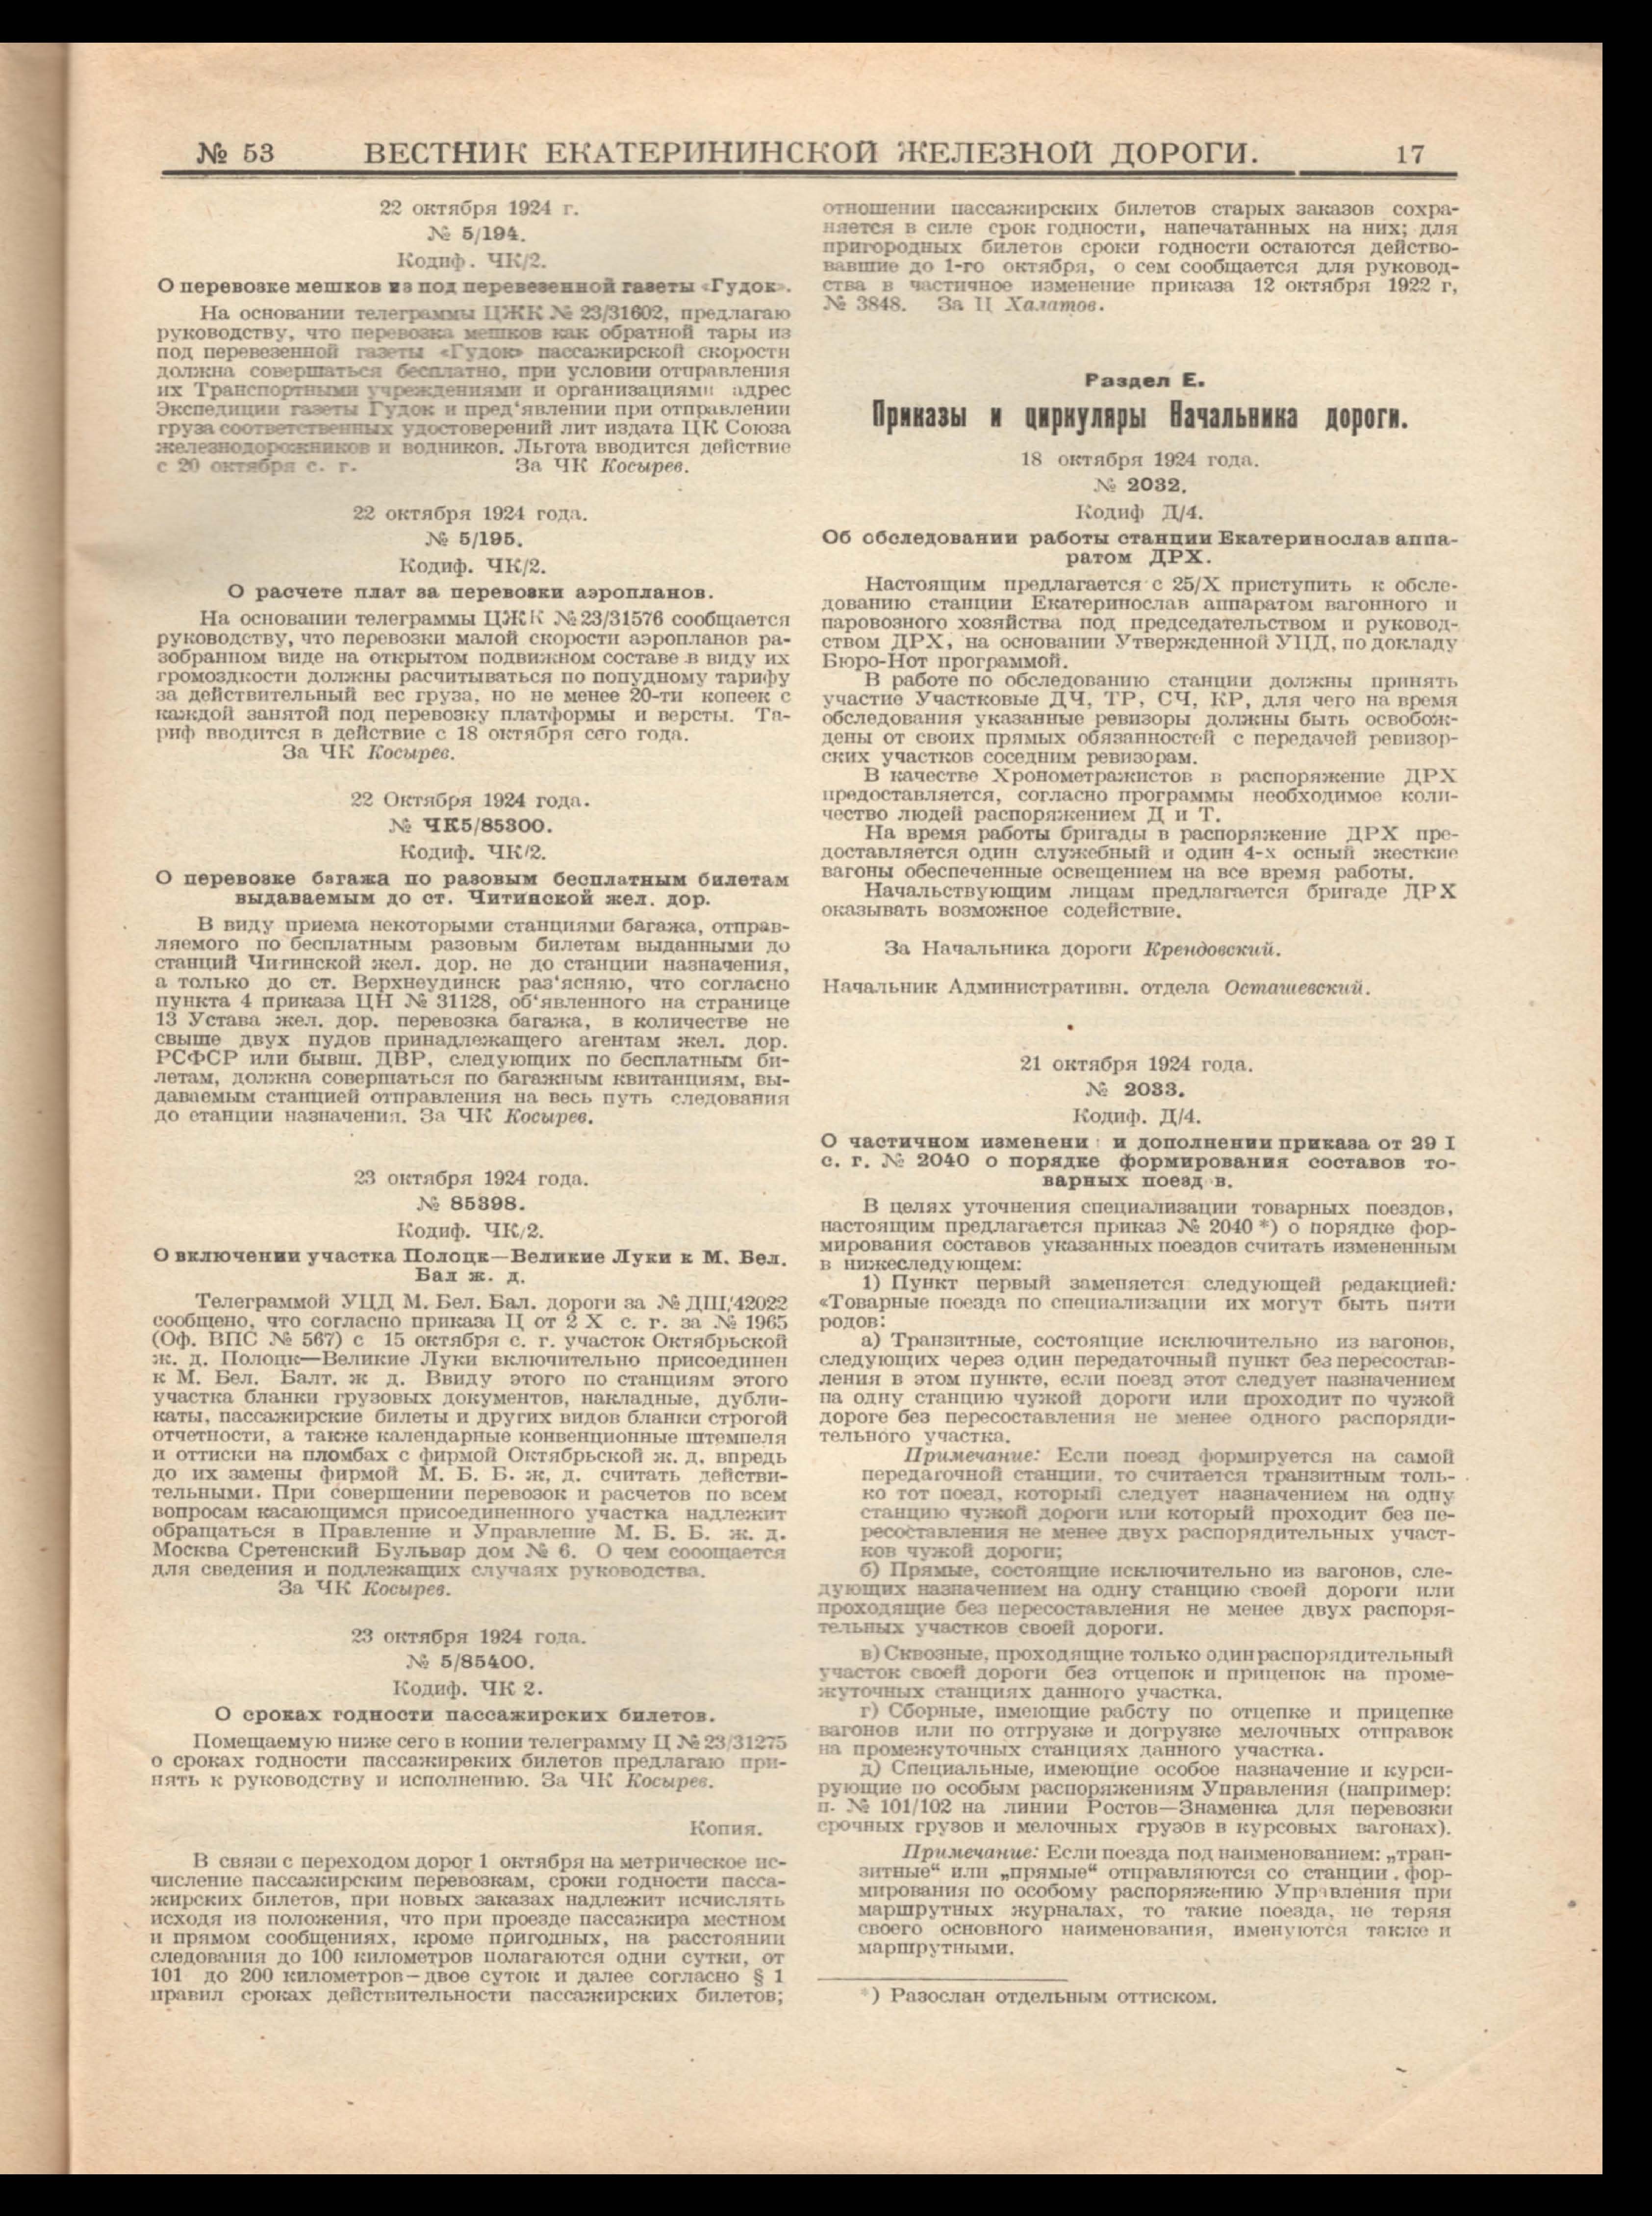 № 53 ВЕСТНИК ЕКАТЕРИНИНСКОЙ ЖЕЛЕЗНОЙ ДОРОГИ. 17
22 октября 1924 г.
№ 5/194.
Кодиф. ЧК/2.
О перевозке мешков из под перевезенной газеты «Гудок».
На основании телеграммы ЦЖК № 23/31602, предлагаю
руководству, что перевозка мешков как обратной тары из
под перевезенной газеты «Гудок» пассажирской скорости
должна совершаться бесплатно, при условии отправления
их Транспортными учреждениями и организациями адрес
Экспедиции газеты Гудок и пред‘явлении при отправлении
груза соответственных удостоверений лит издата ЦК Союза
железнодорожников и водников. Льгота вводится действие
с 20 октября с. г. За ЧК Косырев.
22 октября 1924 года.
№ 5/195.
Кодиф. ЧК/2.
О расчете плат за перевозки аэропланов.
На основании телеграммы ЦЖК №23/31576 сообщается
руководству, что перевозки малой скорости аэропланов ра-
зобранном виде на открытом подвижном составе в виду их
громоздкости должны расчитываться по попудному тарифу
за действительный вес груза, но не менее 20-ти копеек с
каждой занятой под перевозку платформы и версты. Та-
риф вводится в действие с 18 октября сего года.
За ЧК Косырев.
22 Октября 1924 года.
№ ЧК5/85300.
Кодиф. ЧК/2.
О перевозке багажа по разовым бесплатным билетам
выдаваемым до ст. Читинской жел. дор.
В виду приема некоторыми станциями багажа, отправ-
ляемого по бесплатным разовым билетам выданными до
станций Читинской жел. дор. не до станции назначения,
а только до ст. Верхнеудинск раз‘ясняю, что согласно
пункта 4 приказа ЦН № 31128, об‘явленного на странице
13 Устава жел. дор. перевозка багажа, в количестве не
свыше двух пудов принадлежащего агентам жел. дор.
РСФСР или бывш. ДВР, следующих по бесплатным би-
летам, должна совершаться по багажным квитанциям, вы-
даваемым станцией отправления на весь путь следования
до станции назначения. За ЧК Косырев.
23 октября 1924 года.
№ 85398.
Кодиф. ЧК/2.
О включении участка Полоцк—Великие Луки к М. Бел.
Бал ж. д.
Телеграммой УЦД М. Бел. Бал. дороги за № ДШ/42022
сообщено, что согласно приказа Ц от 2 X с. г. за № 1965
(Оф. ВПС № 567) с 15 октября с. г. участок Октябрьской
ж. д. Полоцк—Великие Луки включительно присоединен
к М. Бел. Балт. ж д. Ввиду этого по станциям этого
участка бланки грузовых документов, накладные, дубли-
каты, пассажирские билеты и других видов бланки строгой
отчетности, а также календарные конвенционные штемпеля
и оттиски на пломбах с фирмой Октябрьской ж. д. впредь
до их замены фирмой М. Б. Б. ж, д. считать действи-
тельными. При совершении перевозок и расчетов по всем
вопросам касающимся присоединенного участка надлежит
обращаться в Правление и Управление М. Б. Б. ж. д.
Москва Сретенский Бульвар дом № 6. О чем сооощается
для сведения и подлежащих случаях руководства.
За ЧК Косырев.
23 октября 1924 года.
№ 5/85400.
Кодиф. ЧК 2.
О сроках годности пассажирских билетов.
Помещаемую ниже сего в копии телеграмму Ц № 23/31275
о сроках годности пассажиреких билетов предлагаю при-
нять к руководству и исполнению. За ЧК Косырев.
Копия.
В связи с переходом дорог 1 октября на метрическое ис-
числение пассажирским перевозкам, сроки годности пасса-
жирских билетов, при новых заказах надлежит исчислять
исходя из положения, что при проезде пассажира местном
и прямом сообщениях, кроме пригодных, на расстоянии
следования до 100 километров полагаются одни сутки, от
101 до 200 километров—двое суток и далее согласно § 1
правил сроках действительности пассажирских билетов;
отношении пассажирских билетов старых заказов сохра-
няется в силе срок годности, напечатанных на них; для
пригородных билетов сроки годности остаются действо-
вавшие до 1-го октября, о сем сообщается для руковод-
ства в частичное изменение приказа 12 октября 1922 г,
№ 3848. За Ц Халатов.
Раздел Е.
Приказы и циркуляры Начальника дороги.
18 октября 1924 года.
№ 2032.
Кодиф Д/4.
Об обследовании работы станции Екатеринослав аппа-
ратом ДРХ.
Настоящим предлагается с 25/X приступить к обсле-
дованию станции Екатеринослав аппаратом вагонного и
паровозного хозяйства под председательством и руковод-
ством ДРХ, на основании Утвержденной УЦД, по докладу
Бюро-Нот программой.
В работе по обследованию станции должны принять
участие Участковые ДЧ, ТР, СЧ, КР, для чего на время
обследования указанные ревизоры должны быть освобож-
дены от своих прямых обязанностей с передачей ревизор-
ских участков соседним ревизорам.
В качестве Хронометражистов в распоряжение ДРХ
предоставляется, согласно программы необходимое коли-
чество людей распоряжением Д и Т.
На время работы бригады в распоряжение ДРХ пре-
доставляется один служебный и один 4-х осный жесткие
вагоны обеспеченные освещением на все время работы.
Начальствующим лицам предлагается бригаде ДРХ
оказывать возможное содействие.
За Начальника дороги Крендовский.
Начальник Административн. отдела Осташевский.
21 октября 1924 года.
№ 2033.
Кодиф. Д/4.
О частичном изменени и дополнении приказа от 29 I
с. г. № 2040 о порядке формирования составов то-
варных поезд в.
В целях уточнения специализации товарных поездов,
настоящим предлагается приказ № 2040 *) о порядке фор-
мирования составов указанных поездов считать измененным
в нижеследующем:
1) Пункт первый заменяется следующей редакцией:
«Товарные поезда по специализации их могут быть пяти
родов:
а) Транзитные, состоящие исключительно из вагонов,
следующих через один передаточный пункт без пересостав-
ления в этом пункте, если поезд этот следует назначением
на одну станцию чужой дороги или проходит по чужой
дороге без пересоставления не менее одного распоряди-
тельного участка.
Примечание: Если поезд формируется на самой
передаточной станции, то считается транзитным толь-
ко тот поезд, который следует назначением на одну
станцию чужой дороги или который проходит без пе-
ресоставления не менее двух распорядительных участ-
ков чужой дороги;
б) Прямые, состоящие исключительно из вагонов, сле-
дующих назначением на одну станцию своей дороги или
проходящие без пересоставления не менее двух распоря-
тельных участков своей дороги.
в) Сквозные, проходящие только один распорядительный
участок своей дороги без отцепок и прицепок на проме-
жуточных станциях данного участка.
г) Сборные, имеющие работу по отцепке и прицепке
вагонов или по отгрузке и догрузке мелочных отправок
на промежуточных станциях данного участка.
д) Специальные, имеющие особое назначение и курси-
рующие по особым распоряжениям Управления (например:
п. № 101/102 на линии Ростов—Знаменка для перевозки
срочных грузов и мелочных грузов в курсовых вагонах).
Примечание: Если поезда под наименованием: „тран-
зитные“ или „прямые“ отправляются со станции . фор-
мирования по особому распоряжению Управления при
маршрутных журналах, то такие поезда, не теряя
своего основного наименования, именуются также и
маршрутными.
*) Разослан отдельным оттиском.